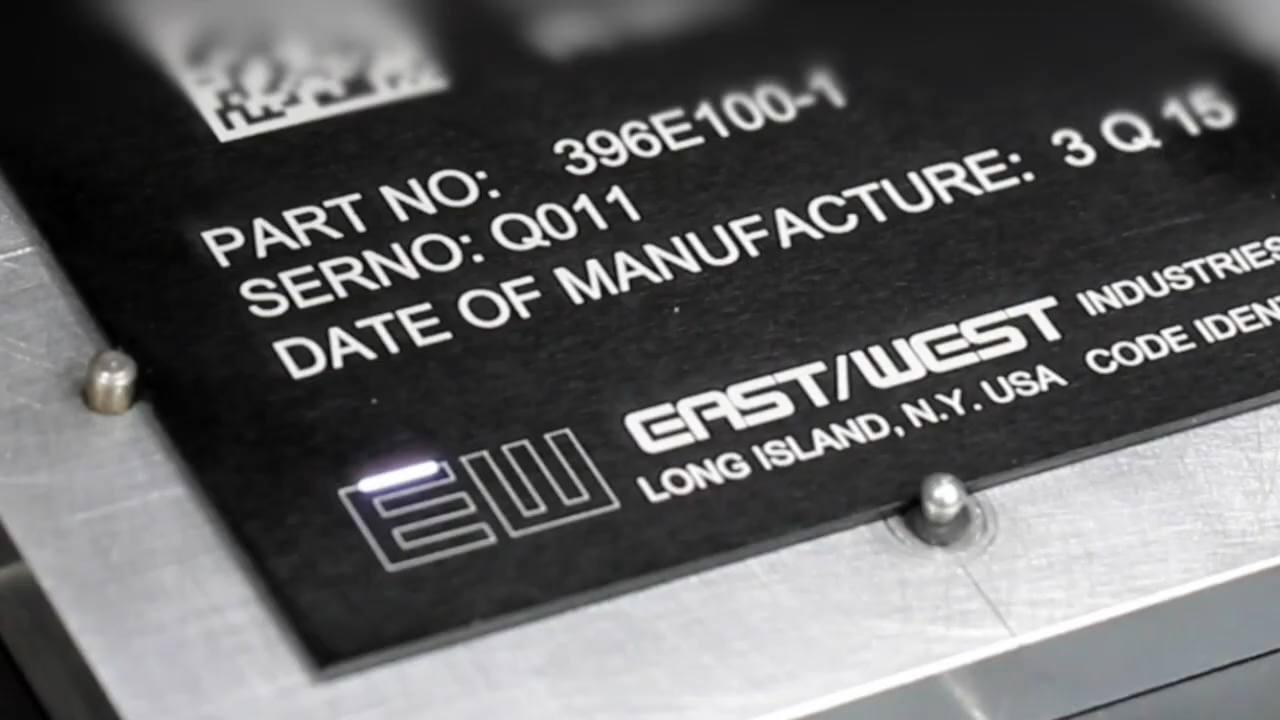 PART NO: 396E100-1
SERNO: Q011
DATE OF MANUFACTURE: 3 Q 15
EW
EAST/WEST INDUSTRIES
LONG ISLAND, N.Y. USA CODE IDEN